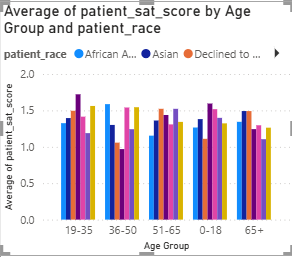 Average of patient_sat_score by Age
Group and patient_race
patient_race African A... Asian Declined to ...
2.0
1.5
1.0
0.5
0.0
Average of patient_sat_score
19-35 36-50 51-65 0-18 65+
Age Group